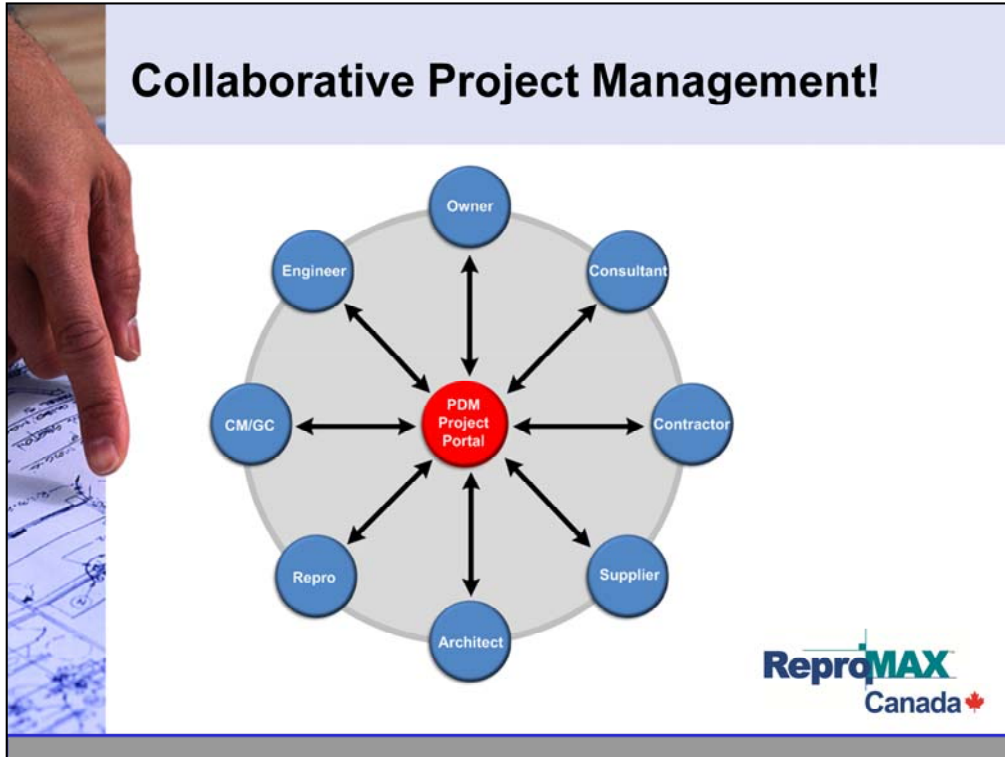 Collaborative Project Management!
Owner
Engineer
Consultant
CM/GC
PDM
Project
Portal
Contractor
Repro
Supplier
Architect
ReproMAX
Canada